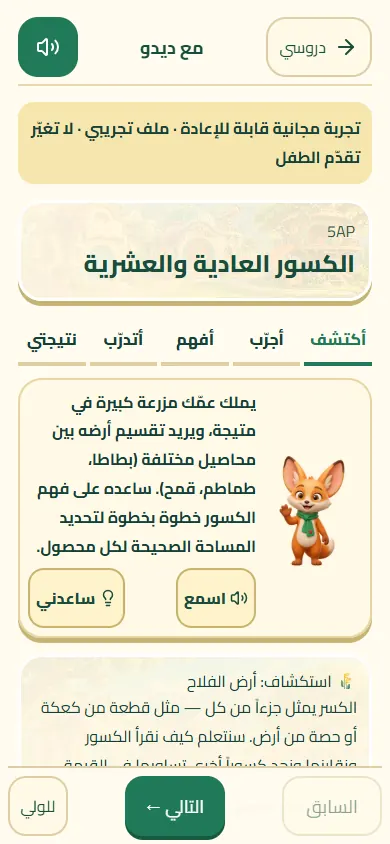 دروسي
مع ديدو
تجربة مجانية قابلة للإعادة · ملف تجريبي · لا تغيّر
تقدّم الطفل
5AP
الكسور العادية والعشرية
أكتشف
أجرّب
أفهم
أتدرّب
نتيجتي
يملك عمّك مزرعة كبيرة في
متيجة، ويريد تقسيم أرضه بين
محاصيل مختلفة (بطاطا،
طماطم، قمح). ساعده على فهم
الكسور خطوة بخطوة لتحديد
المساحة الصحيحة لكل محصول.
اسمع
ساعدني
استكشاف: أرض الفلاح
الكسر يمثل جزءاً من كل — مثل قطعة من كعكة
أو حصة من أرض. سنتعلم كيف نقرأ الكسور
السابق
التالي ←
للولي